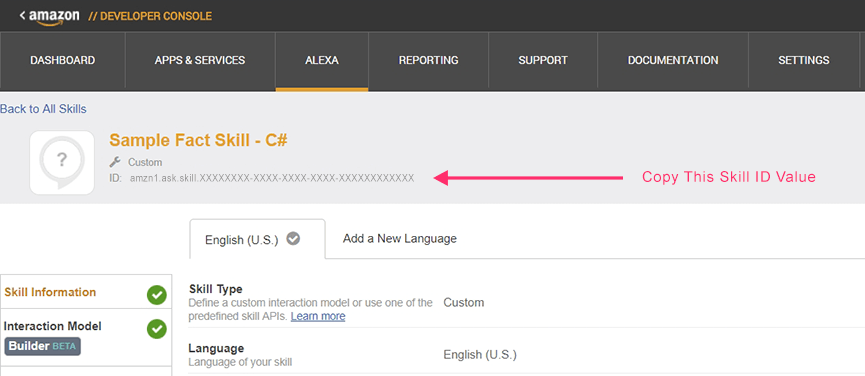 < amazon // DEVELOPER CONSOLE
DASHBOARD APPS & SERVICES ALEXA REPORTING SUPPORT DOCUMENTATION SETTINGS
Back to All Skills
?
Sample Fact Skill - C#
Custom
ID: amzn1.ask.skill.XXXXXXXX-XXXX-XXXX-XXXX-XXXXXXXXXXXX
Copy This Skill ID Value
English (U.S.) Add a New Language
Skill Information
Interaction Model
Builder BETA
Skill Type
Define a custom interaction model or use one of the
predefined skill APIs. Learn more
Custom
Language
Language of your skill
English (U.S.)